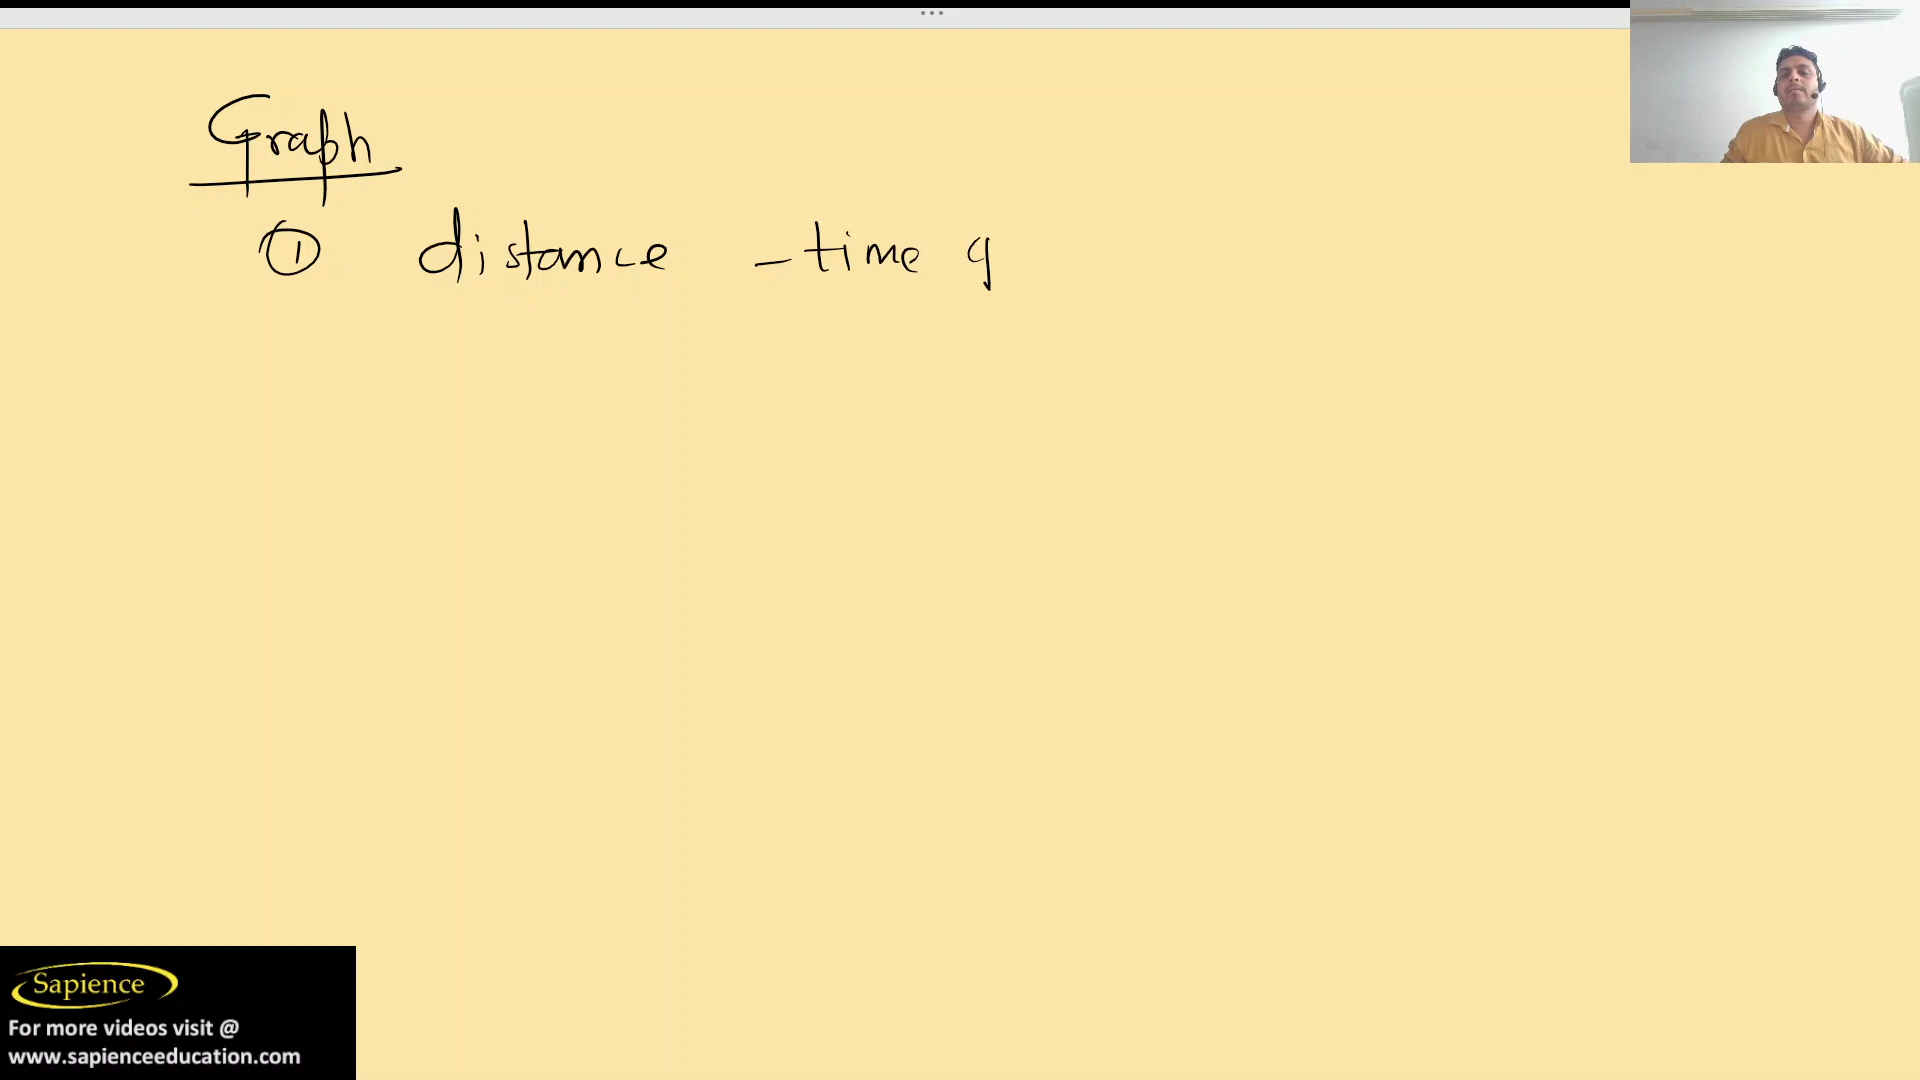 Graph
① distance - time g
Sapience
For more videos visit @
www.sapienceeducation.com